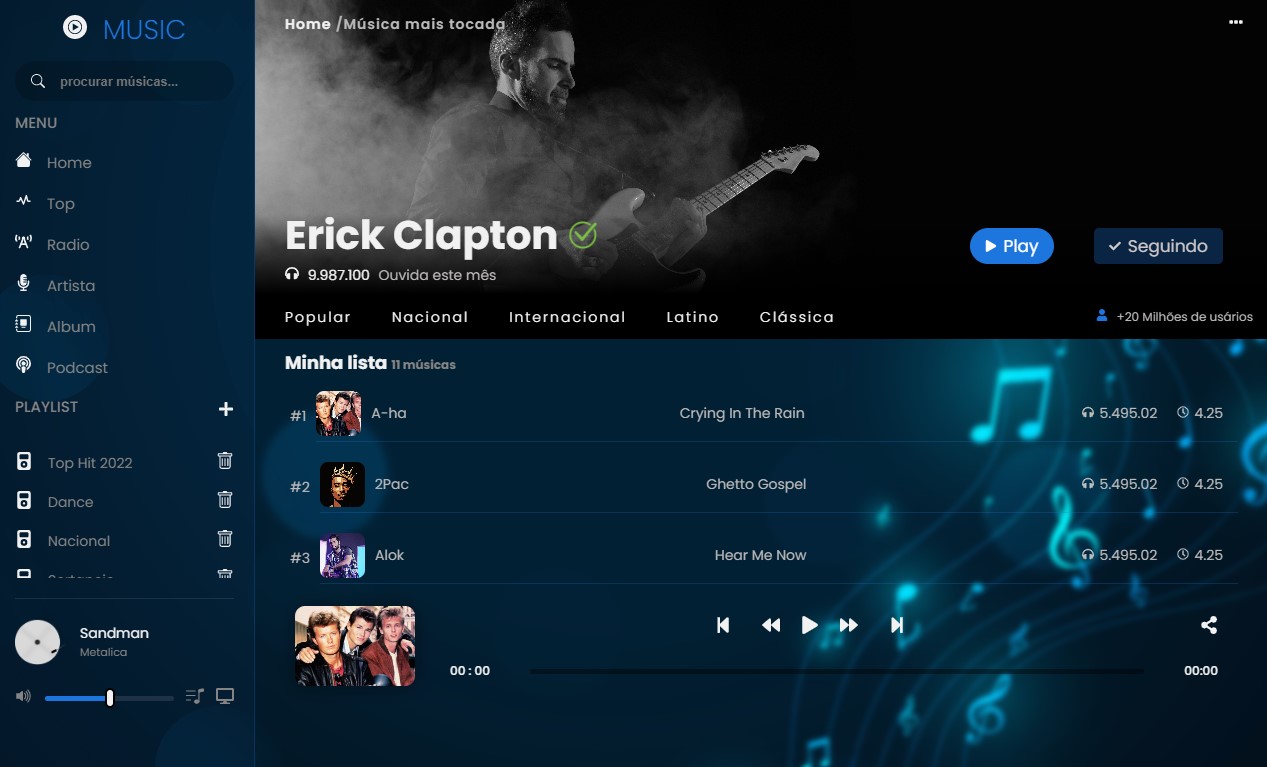 MUSIC
procurar músicas...
MENU
Home
Top
Radio
Artista
Album
Podcast
PLAYLIST
Top Hit 2022
Dance
Nacional
Sertanejo
Sandman
Metalica
Home /Música mais tocada
Erick Clapton
9.987.100 Ouvida este mês
Play
Seguindo
Popular Nacional Internacional Latino Clássica
+20 Milhões de usários
Minha lista 11 músicas
#1 A-ha Crying In The Rain 5.495.02 4.25
#2 2Pac Ghetto Gospel 5.495.02 4.25
#3 Alok Hear Me Now 5.495.02 4.25
00 : 00 00:00